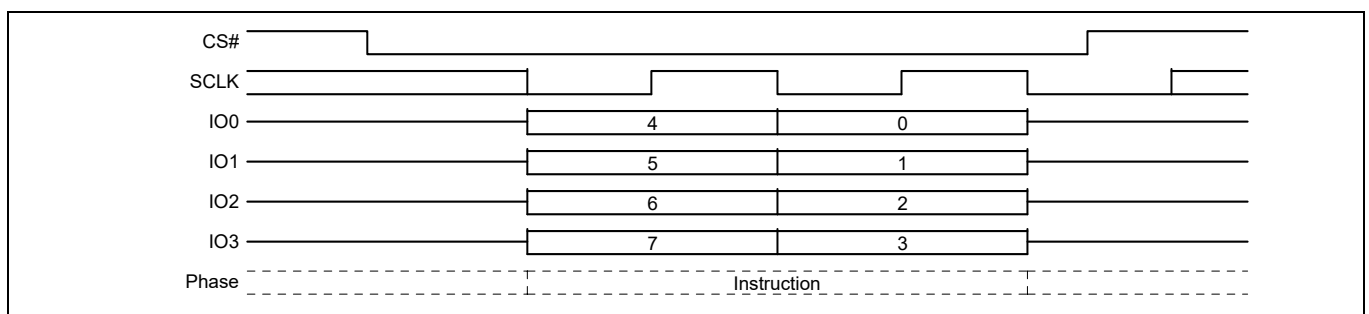 CS#
SCLK
IO0 4 0
IO1 5 1
IO2 6 2
IO3 7 3
Phase Instruction